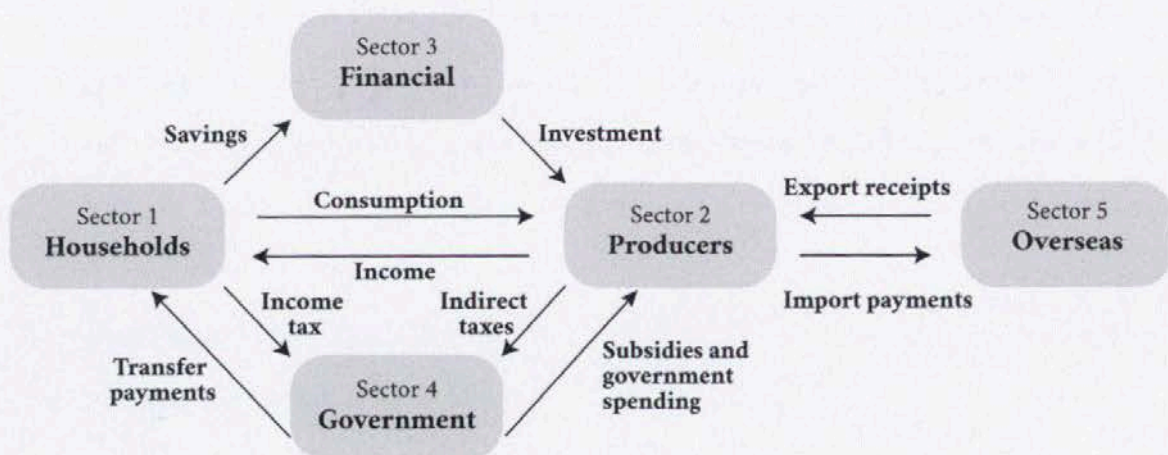 Sector 3
Financial
Savings
Investment
Consumption
Export receipts
Sector 1
Households
Sector 2
Producers
Sector 5
Overseas
Income
Import payments
Income
tax
Indirect
taxes
Transfer
payments
Subsidies and
government
spending
Sector 4
Government